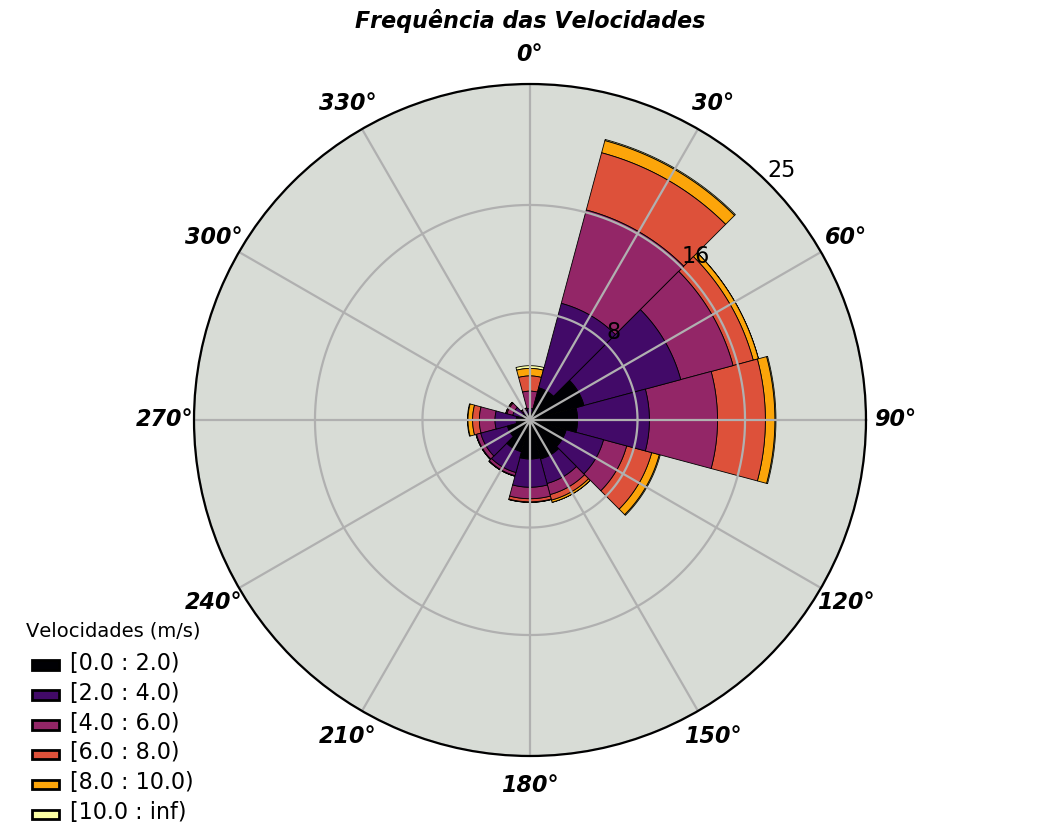 Frequência das Velocidades
0°
330°
30°
25
300°
60°
16
8
270°
90°
240°
120°
210°
150°
180°
Velocidades (m/s)
[0.0 : 2.0)
[2.0 : 4.0)
[4.0 : 6.0)
[6.0 : 8.0)
[8.0 : 10.0)
[10.0 : inf)